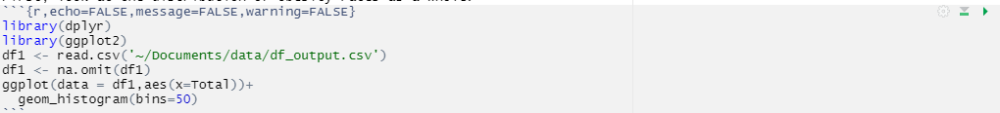 ```{r,echo=FALSE,message=FALSE,warning=FALSE}
library(dplyr)
library(ggplot2)
df1 <- read.csv('~/Documents/data/df_output.csv')
df1 <- na.omit(df1)
ggplot(data = df1,aes(x=Total))+
  geom_histogram(bins=50)
```